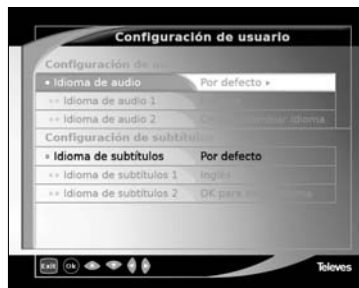 Configuración de usuario
Configuración de
Idioma de audio Por defecto
Idioma de audio 1
Idioma de audio 2 idioma
Configuración de subtítulos
Idioma de subtítulos Por defecto
Idioma de subtítulos 1 Inglés
Idioma de subtítulos 2 OK para
Exit Ok
Televes